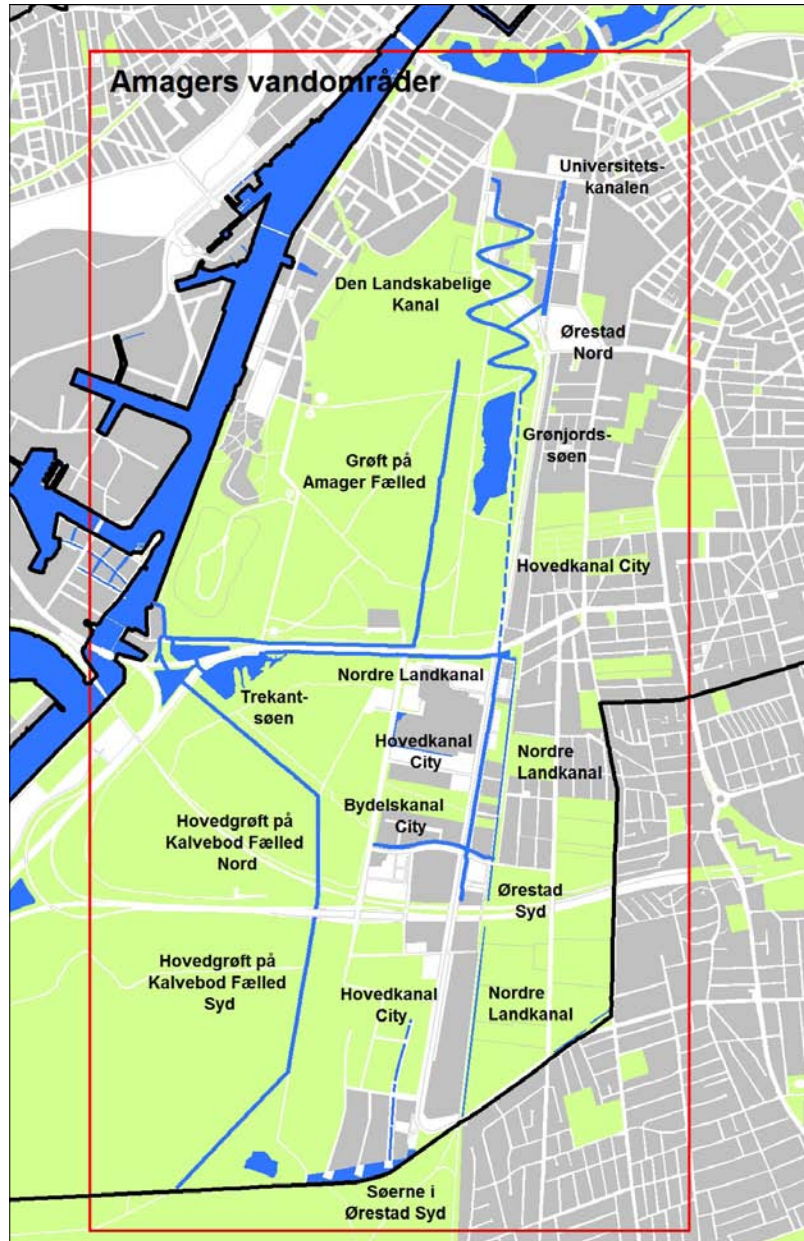 Amagers vandområder
Universitets-
kanalen
Den Landskabelige
Kanal
Ørestad
Nord
Grønjords-
søen
Grøft på
Amager Fælled
Hovedkanal City
Nordre Landkanal
Trekant-
søen
Hovedkanal
City
Nordre
Landkanal
Bydelskanal
City
Hovedgrøft på
Kalvebod Fælled
Nord
Ørestad
Syd
Hovedgrøft på
Kalvebod Fælled
Syd
Hovedkanal
City
Nordre
Landkanal
Søerne i
Ørestad Syd